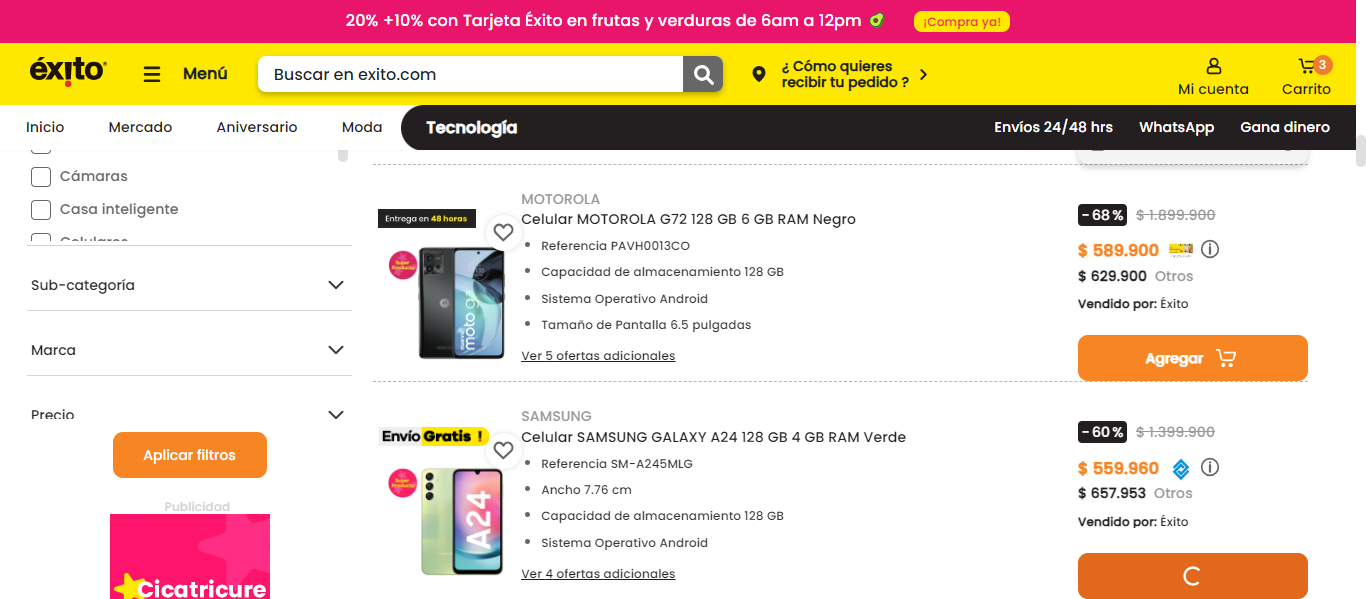 20% +10% con Tarjeta Éxito en frutas y verduras de 6am a 12pm
¡Compra ya!
éxito
Menú
Buscar en exito.com
¿ Cómo quieres
recibir tu pedido ?
Mi cuenta
3
Carrito
Inicio
Mercado
Aniversario
Moda
Tecnología
Envíos 24/48 hrs
WhatsApp
Gana dinero
Cámaras
Casa inteligente
Celulares
Sub-categoría
Marca
Precio
Aplicar filtros
Publicidad
Cicatricure
MOTOROLA
Entrega en 48 horas
Celular MOTOROLA G72 128 GB 6 GB RAM Negro
Referencia PAVH0013CO
Capacidad de almacenamiento 128 GB
Sistema Operativo Android
Tamaño de Pantalla 6.5 pulgadas
Super
Producto
moto g72
Ver 5 ofertas adicionales
- 68 %
$ 1.899.900
$ 589.900
$ 629.900 Otros
Vendido por: Éxito
Agregar
SAMSUNG
Envío Gratis !
Celular SAMSUNG GALAXY A24 128 GB 4 GB RAM Verde
Referencia SM-A245MLG
Ancho 7.76 cm
Capacidad de almacenamiento 128 GB
Sistema Operativo Android
Super
Producto
A24
Ver 4 ofertas adicionales
- 60 %
$ 1.399.900
$ 559.960
$ 657.953 Otros
Vendido por: Éxito